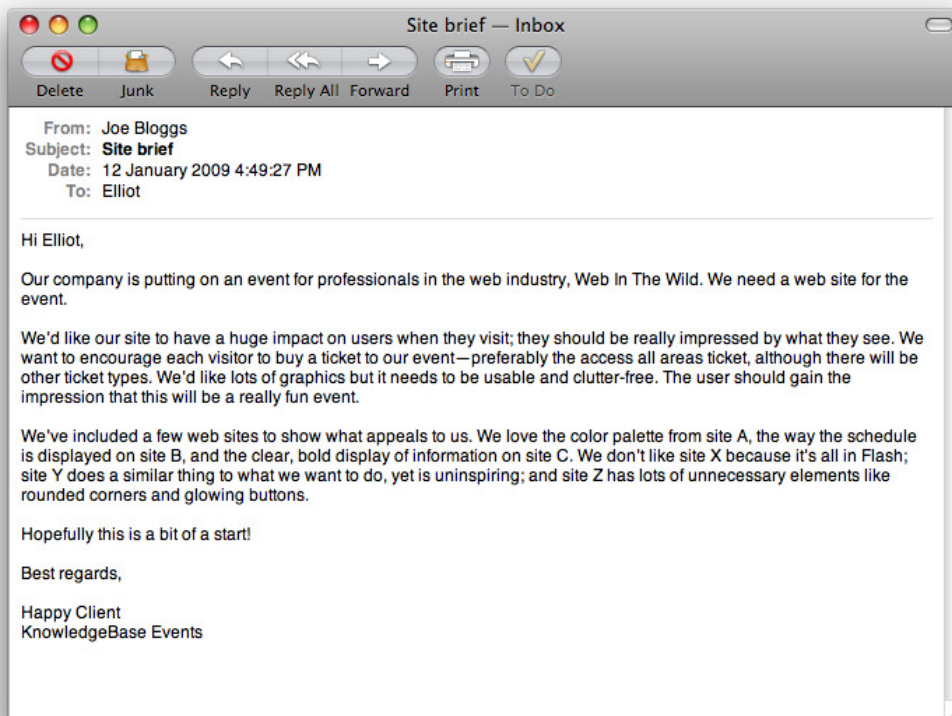 Site brief — Inbox
Delete Junk Reply Reply All Forward Print To Do
From: Joe Bloggs
Subject: Site brief
Date: 12 January 2009 4:49:27 PM
To: Elliot
Hi Elliot,
Our company is putting on an event for professionals in the web industry, Web In The Wild. We need a web site for the
event.
We'd like our site to have a huge impact on users when they visit; they should be really impressed by what they see. We
want to encourage each visitor to buy a ticket to our event—preferably the access all areas ticket, although there will be
other ticket types. We'd like lots of graphics but it needs to be usable and clutter-free. The user should gain the
impression that this will be a really fun event.
We've included a few web sites to show what appeals to us. We love the color palette from site A, the way the schedule
is displayed on site B, and the clear, bold display of information on site C. We don't like site X because it's all in Flash;
site Y does a similar thing to what we want to do, yet is uninspiring; and site Z has lots of unnecessary elements like
rounded corners and glowing buttons.
Hopefully this is a bit of a start!
Best regards,
Happy Client
KnowledgeBase Events